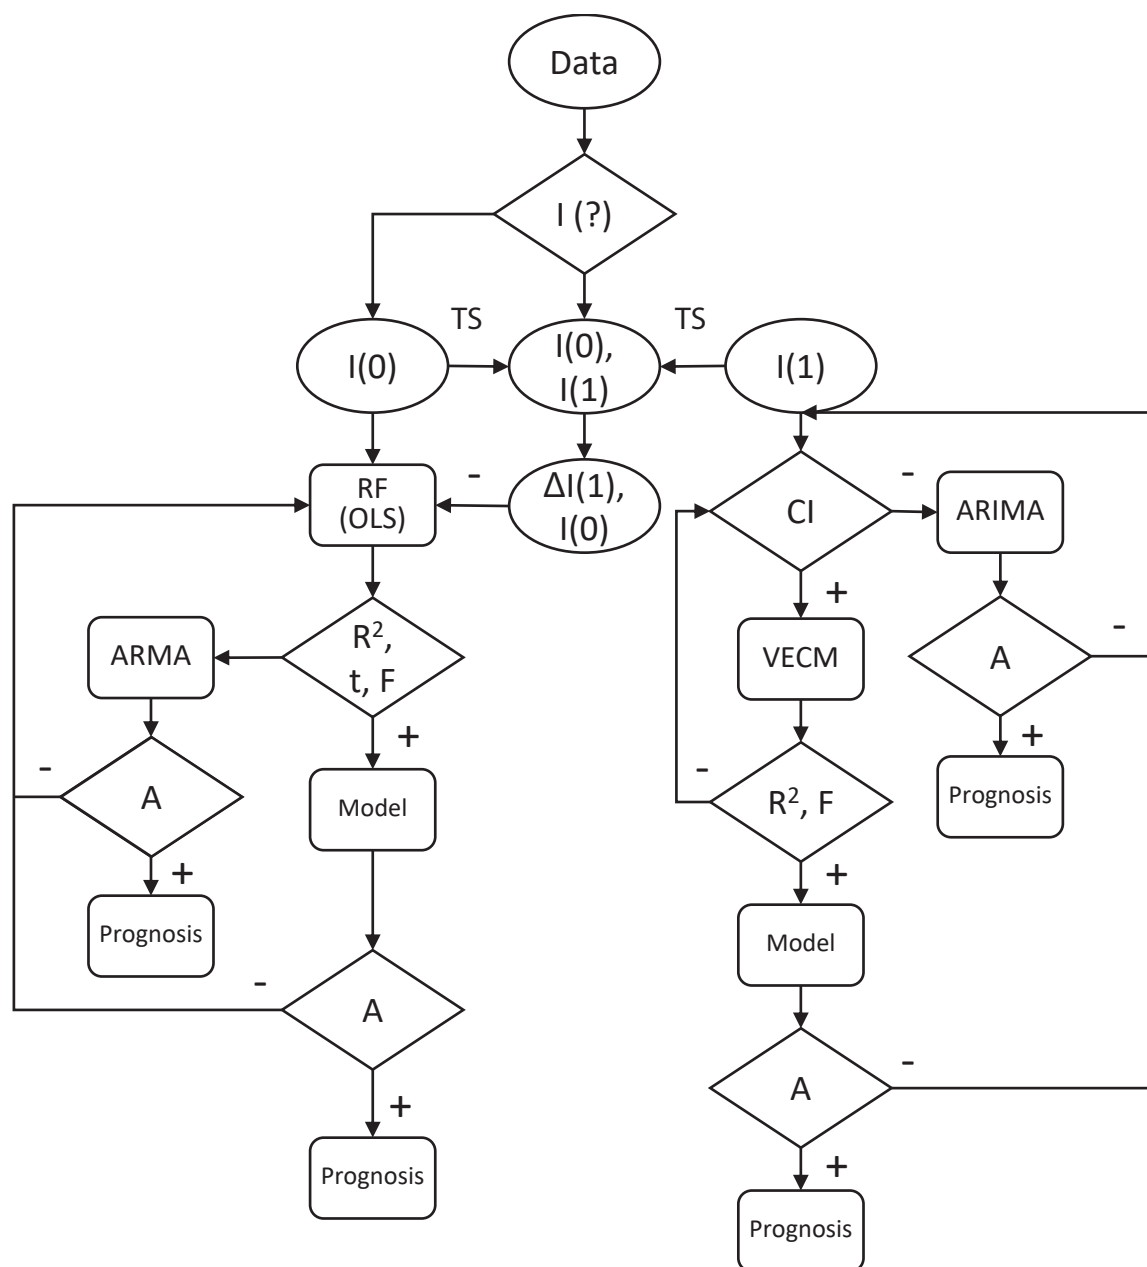 Data
I (?)
TS
TS
I(0)
I(0),
I(1)
I(1)
-
RF
(OLS)
ΔI(1),
I(0)
CI
-
ARIMA
+
ARMA
R², 
t, F
VECM
A
-
+
+
-
A
Model
-
R², F
Prognosis
+
+
Prognosis
Model
-
A
A
-
+
+
Prognosis
Prognosis